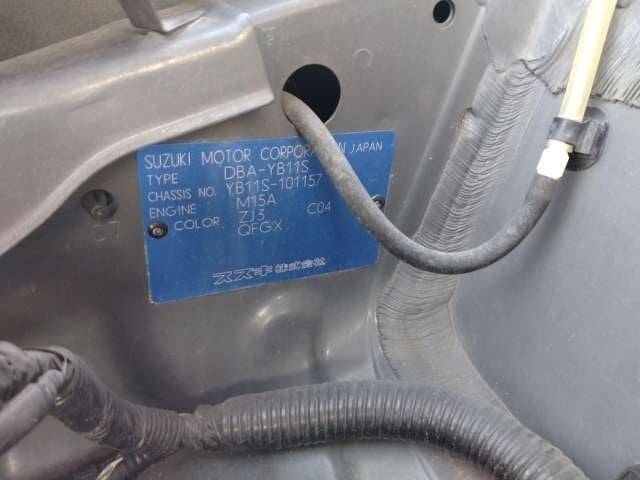 SUZUKI MOTOR CORPORATION JAPAN
TYPE DBA-YB11S
CHASSIS NO. YB11S-101157
ENGINE M15A
COLOR ZJ3 C04
QFGX
スズキ株式会社